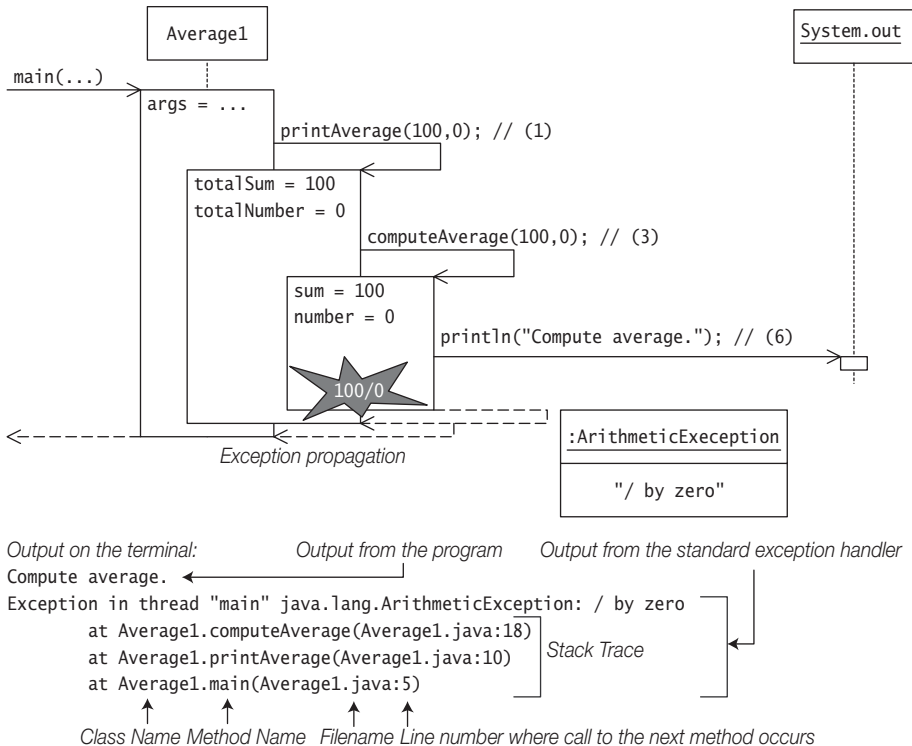 Average1
System.out
main(...)
args = ...
printAverage(100,0); // (1)
totalSum = 100
totalNumber = 0
computeAverage(100,0); // (3)
sum = 100
number = 0
println("Compute average."); // (6)
100/0
:ArithmeticExeception
Exception propagation
"/ by zero"
Output on the terminal: Output from the program Output from the standard exception handler
Compute average.
Exception in thread "main" java.lang.ArithmeticException: / by zero
at Average1.computeAverage(Average1.java:18)
at Average1.printAverage(Average1.java:10)
Stack Trace
at Average1.main(Average1.java:5)
Class Name Method Name Filename Line number where call to the next method occurs